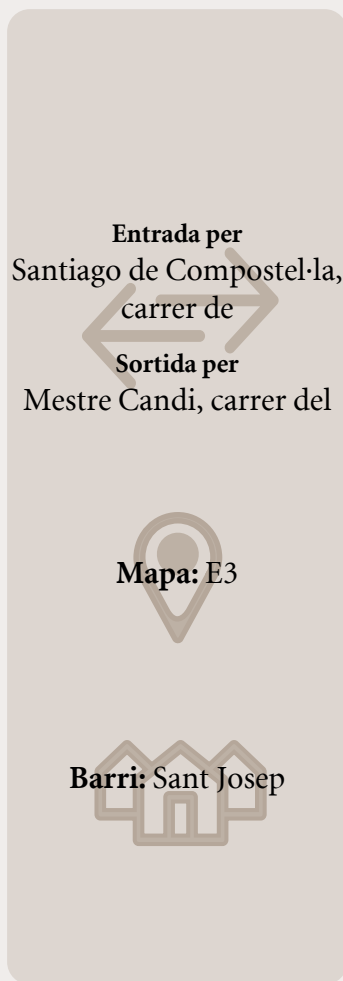 Entrada per
Santiago de Compostel·la,
carrer de
Sortida per
Mestre Candi, carrer del
Mapa: E3
Barri: Sant Josep